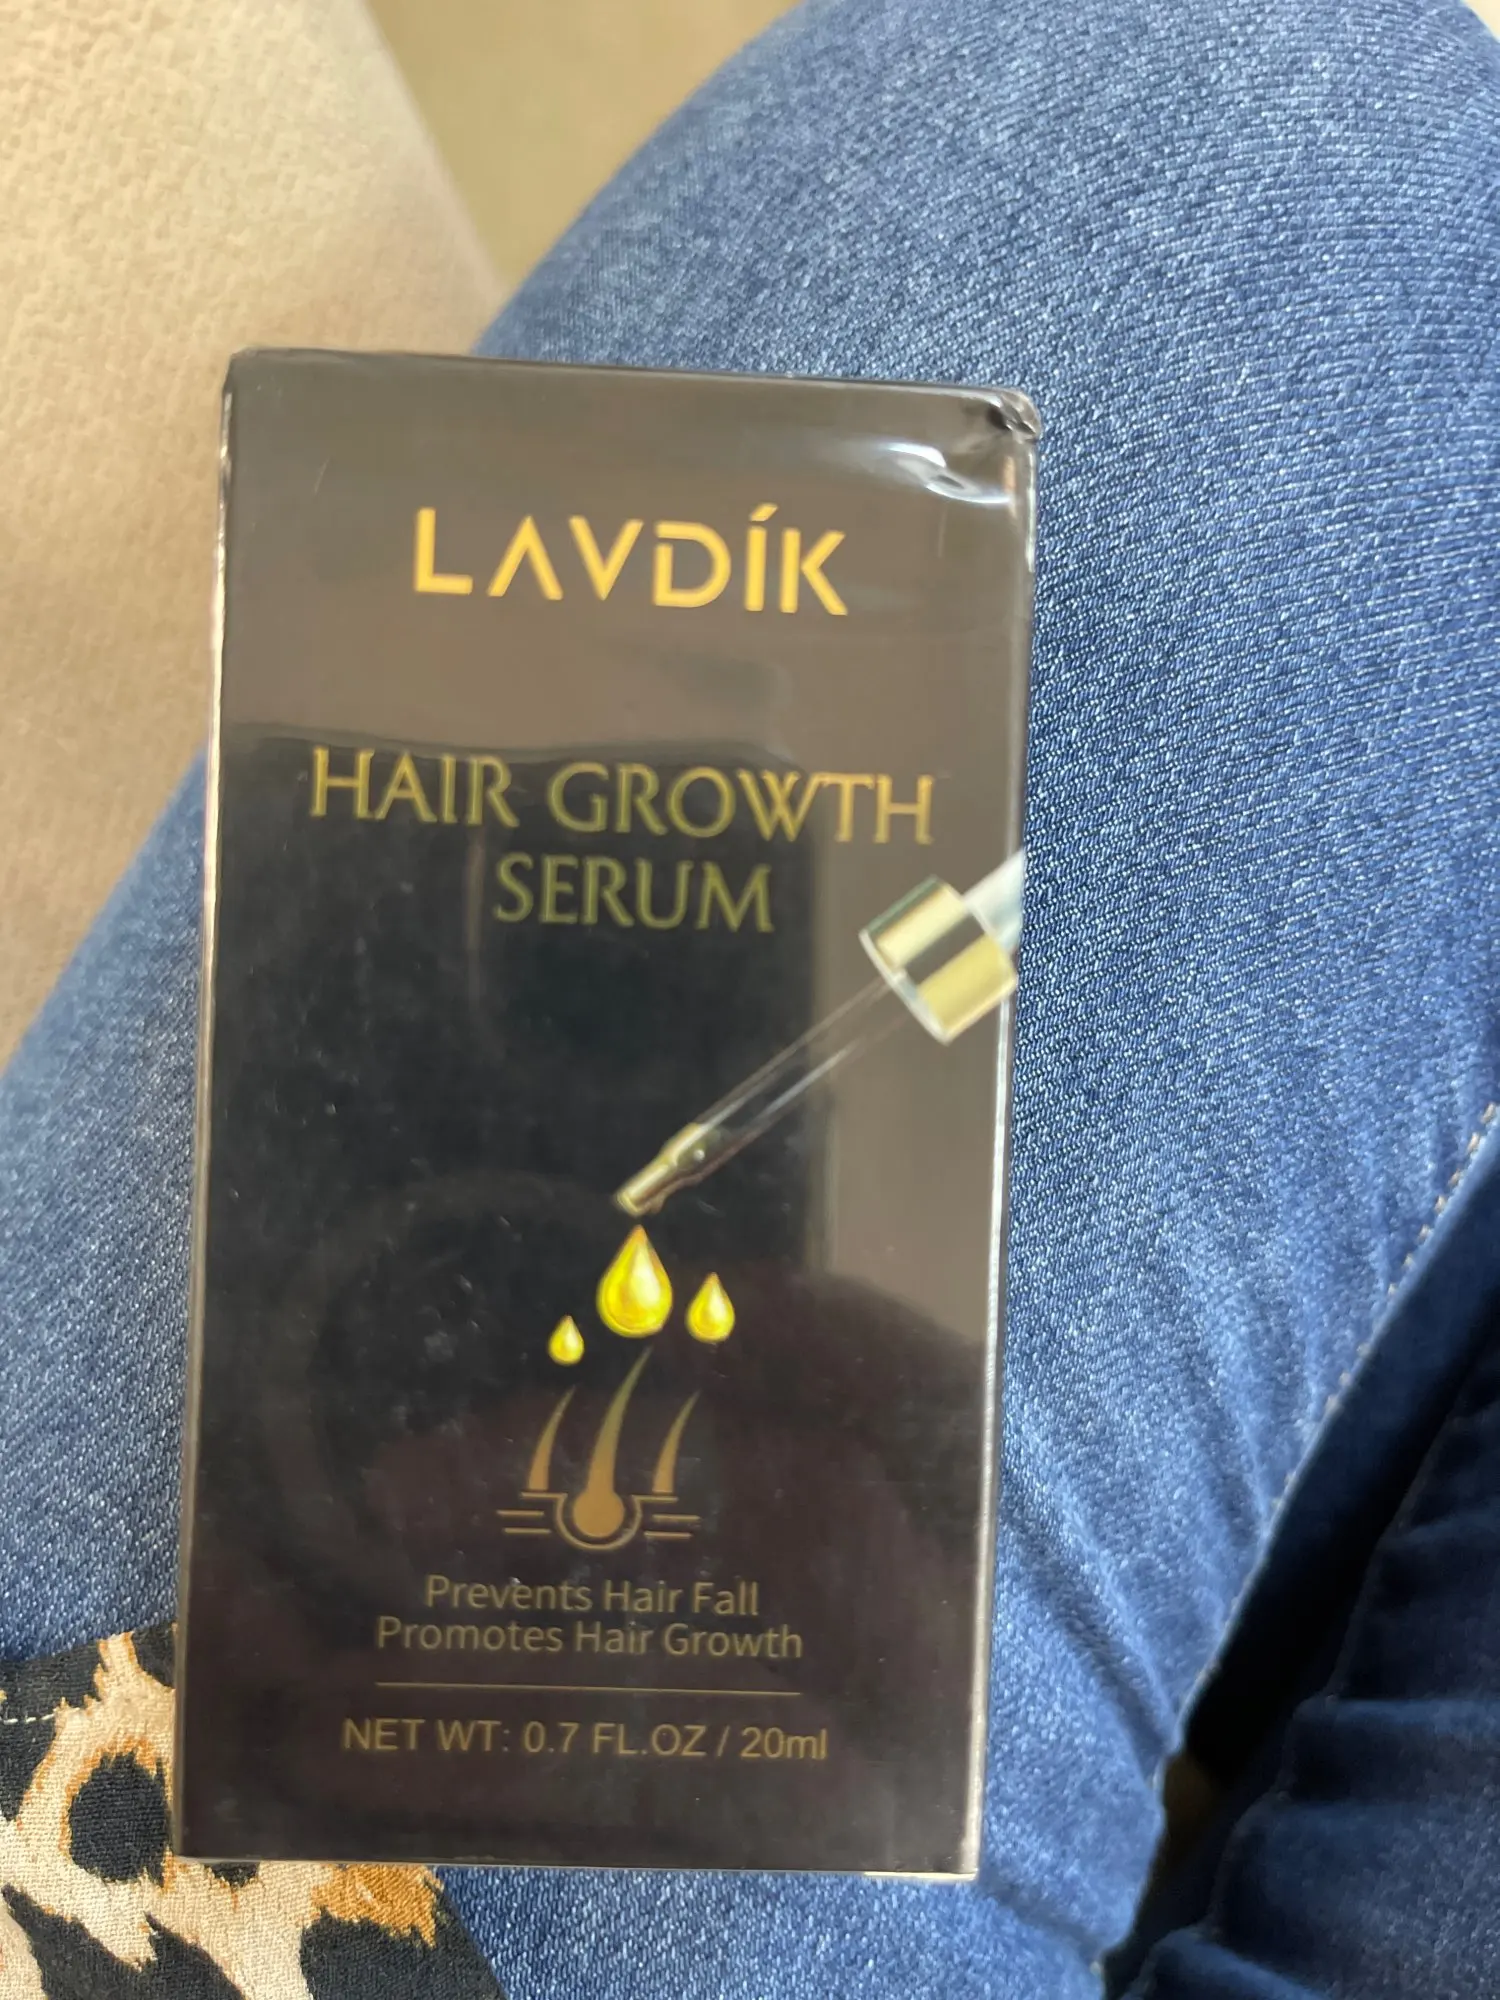 LAVDÍK
HAIR GROWTH
SERUM
Prevents Hair Fall
Promotes Hair Growth
NET WT: 0.7 FL.OZ / 20ml